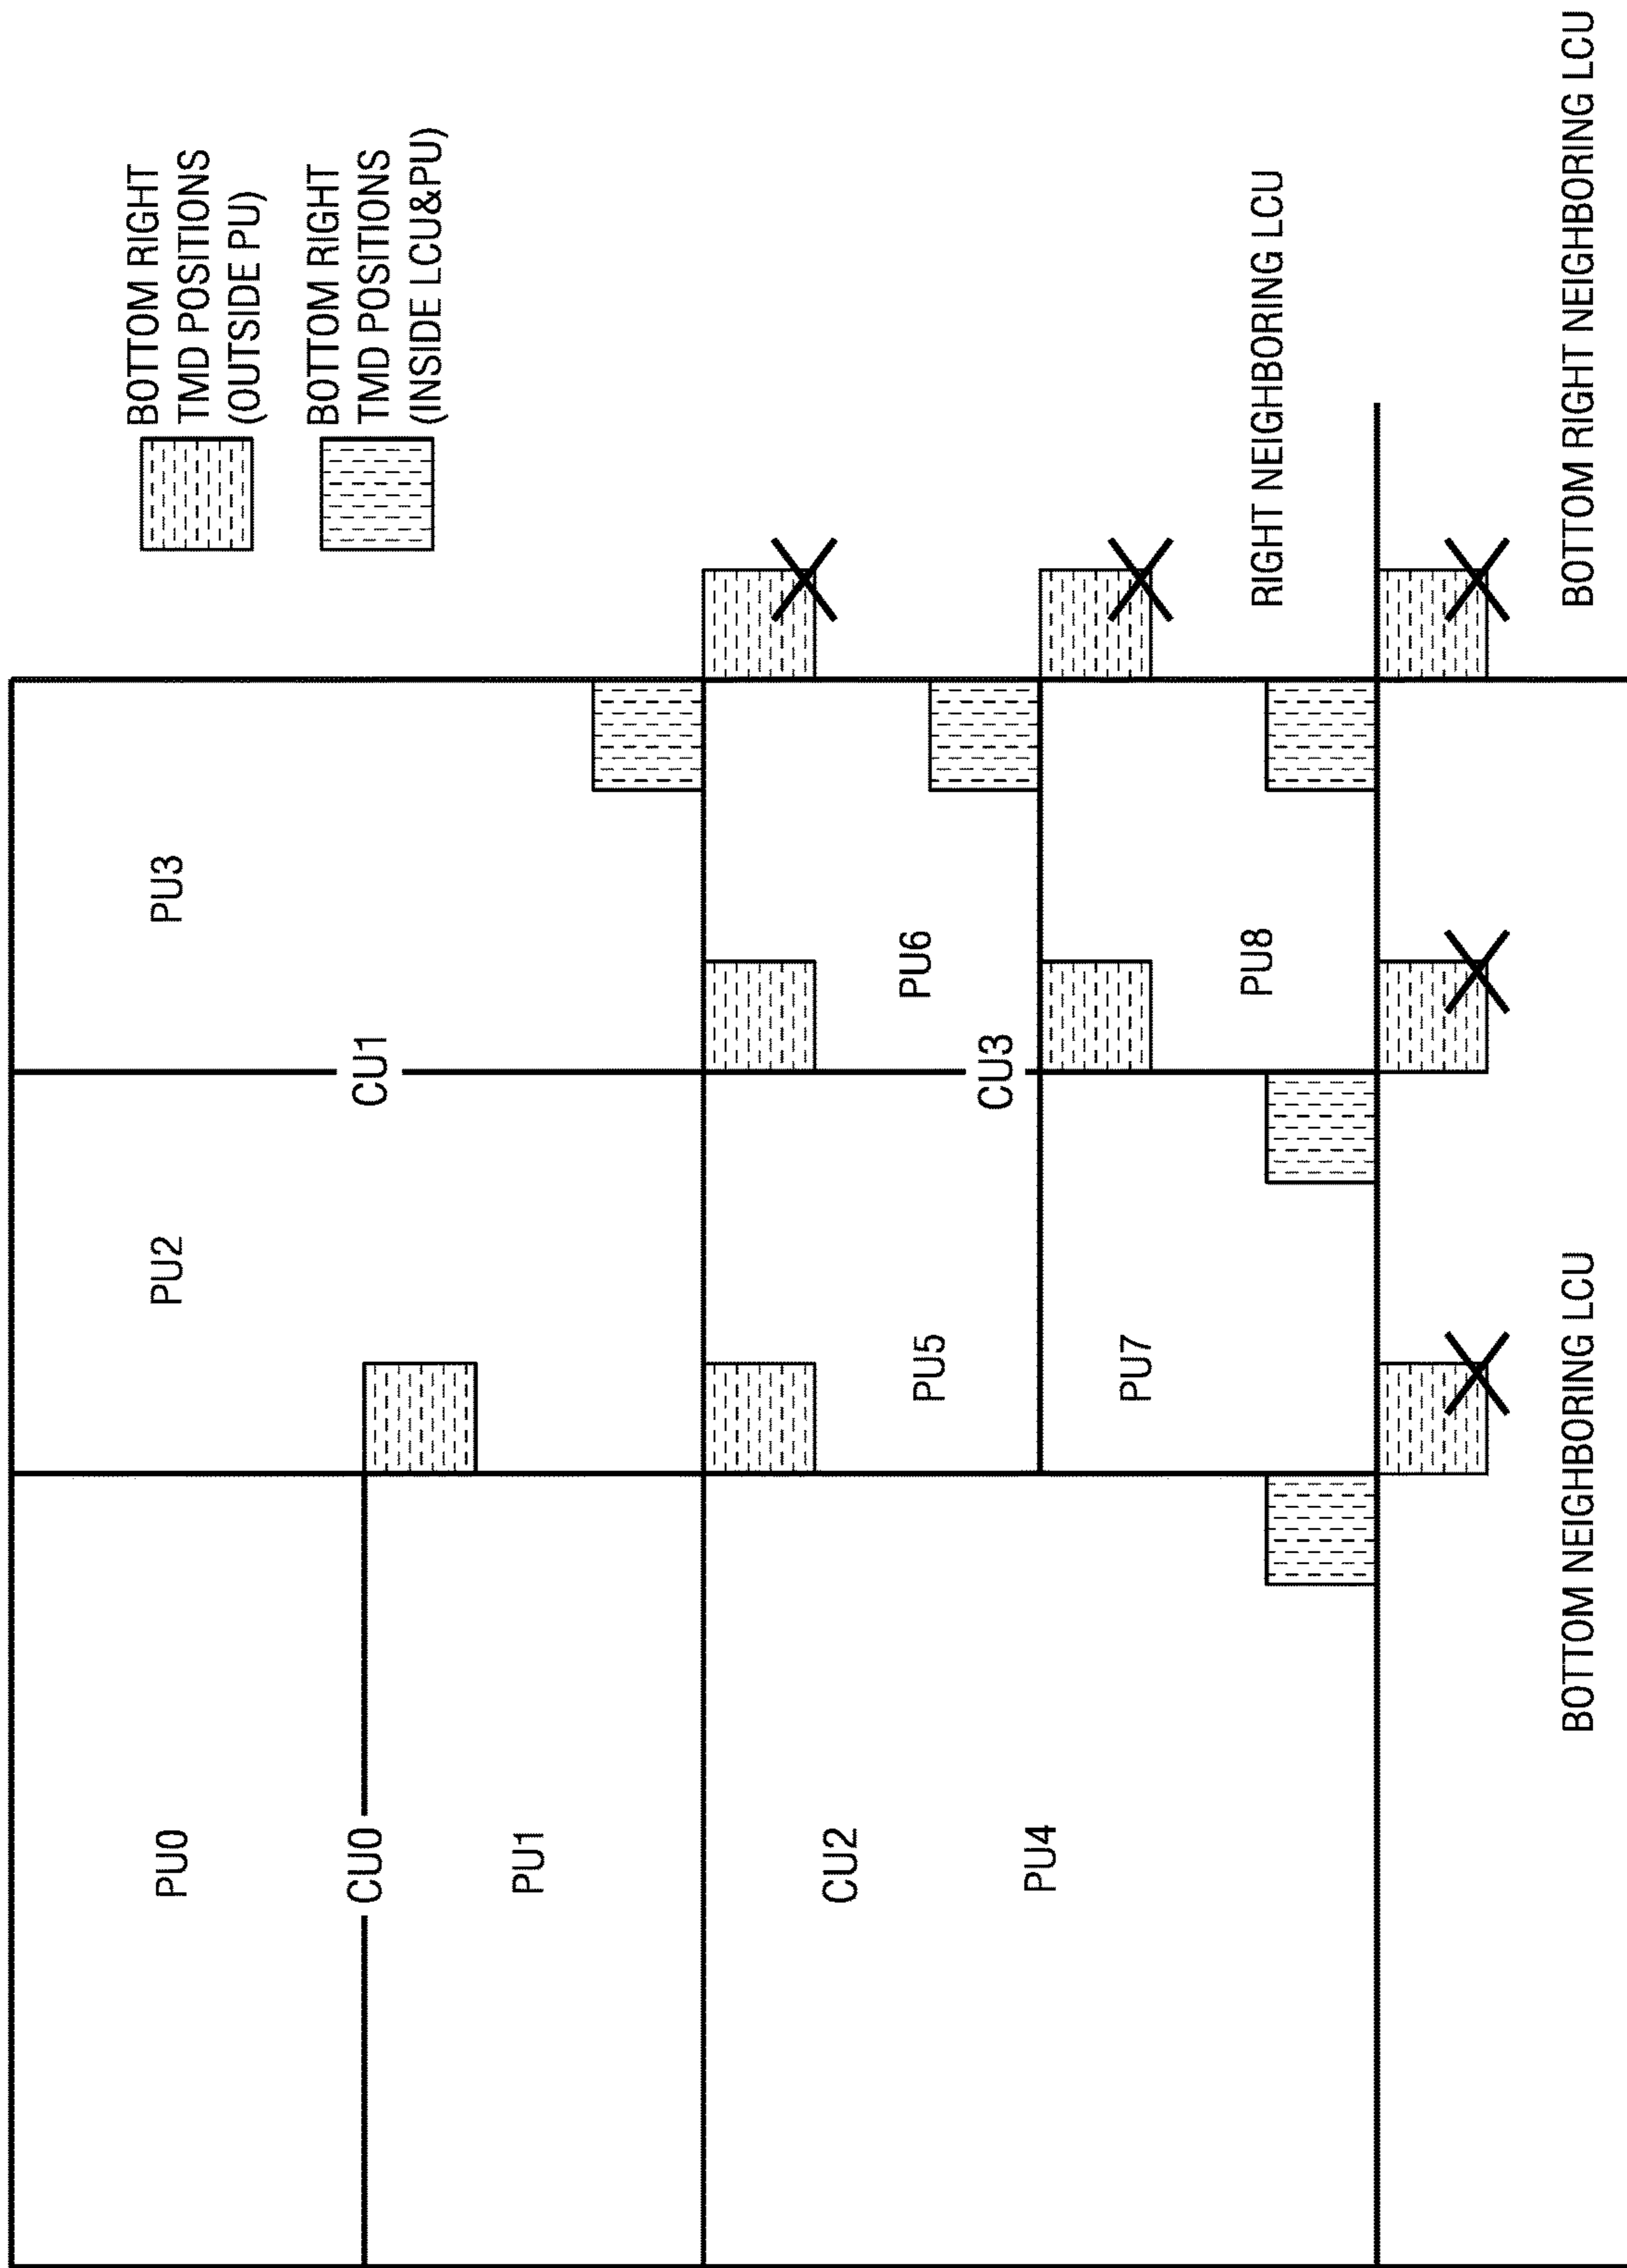 PU0
CU0
PU1
PU2
CU1
PU3
CU2
PU4
PU5
PU6
CU3
PU7
PU8
BOTTOM RIGHT
TMD POSITIONS
(OUTSIDE PU)
BOTTOM RIGHT
TMD POSITIONS
(INSIDE LCU&PU)
RIGHT NEIGHBORING LCU
BOTTOM NEIGHBORING LCU
BOTTOM RIGHT NEIGHBORING LCU